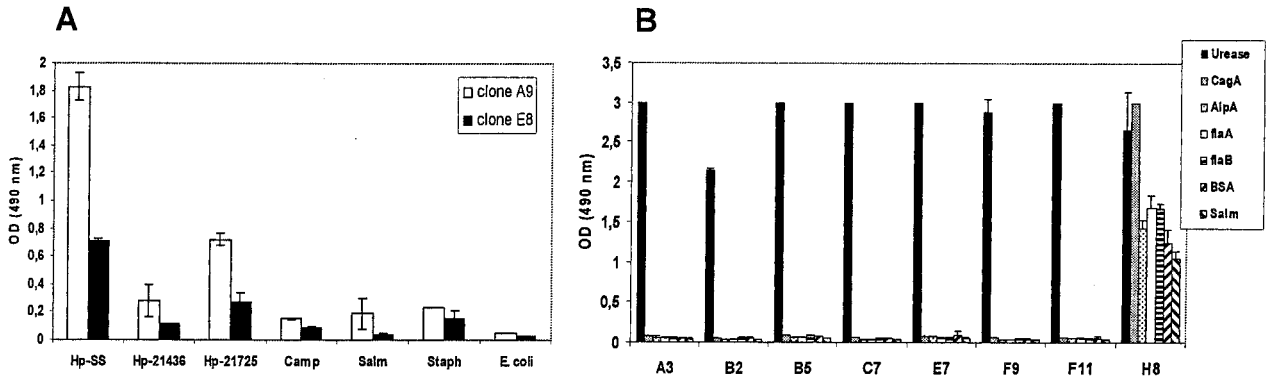 A
B
OD (490 nm)
2
1,8
1,6
1,4
1,2
1
0,8
0,6
0,4
0,2
0
clone A9
clone E8
Hp-SS Hp-21436 Hp-21725 Camp Salm Staph E. coli
OD (490 nm)
3,5
3
2,5
2
1,5
1
0,5
0
A3 B2 B5 C7 E7 F9 F11 H8
Urease
CagA
AlpA
flaA
flaB
BSA
Salm